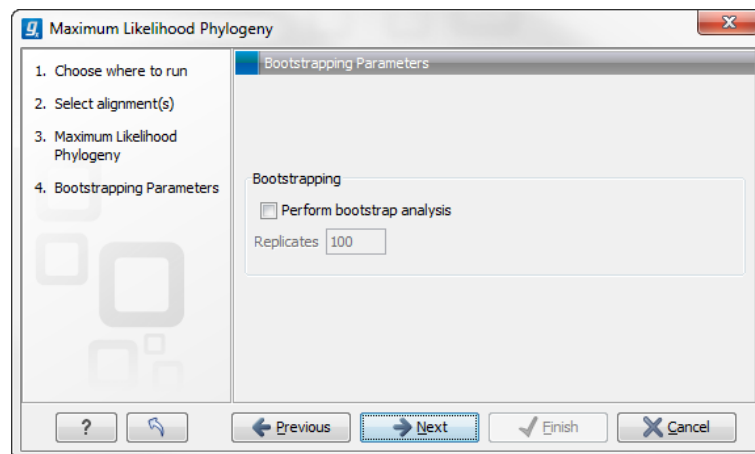 Maximum Likelihood Phylogeny
1. Choose where to run
2. Select alignment(s)
3. Maximum Likelihood
Phylogeny
4. Bootstrapping Parameters
Bootstrapping Parameters
Bootstrapping
Perform bootstrap analysis
Replicates 100
? Previous Next Finish Cancel